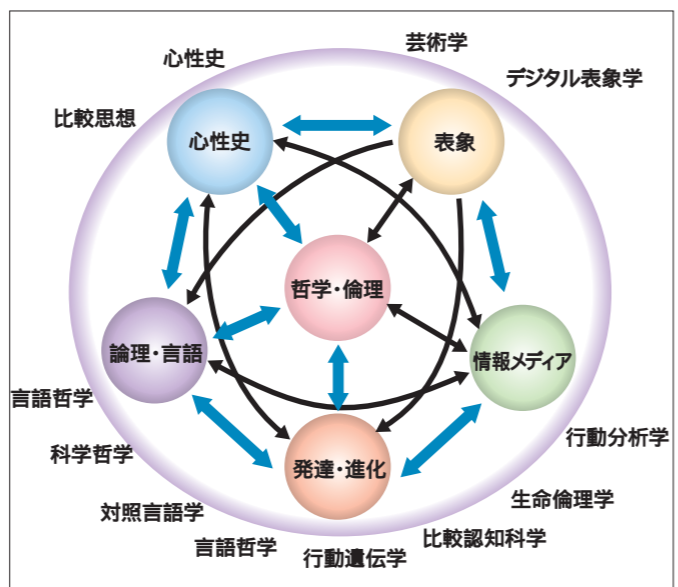 心性史
芸術学
デジタル表象学
比較思想
心性史
表象
哲学・倫理
論理・言語
情報メディア
言語哲学
行動分析学
科学哲学
発達・進化
生命倫理学
対照言語学
比較認知科学
言語哲学
行動遺伝学